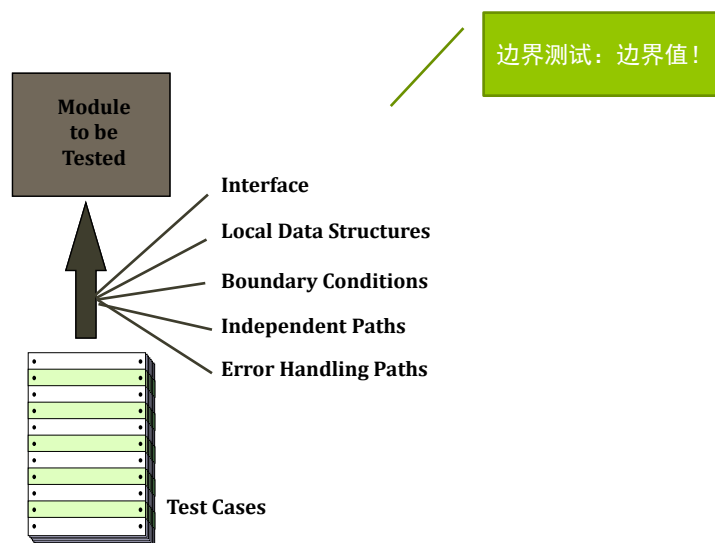 边界测试：边界值！
Module
to be
Tested
Interface
Local Data Structures
Boundary Conditions
Independent Paths
Error Handling Paths
Test Cases